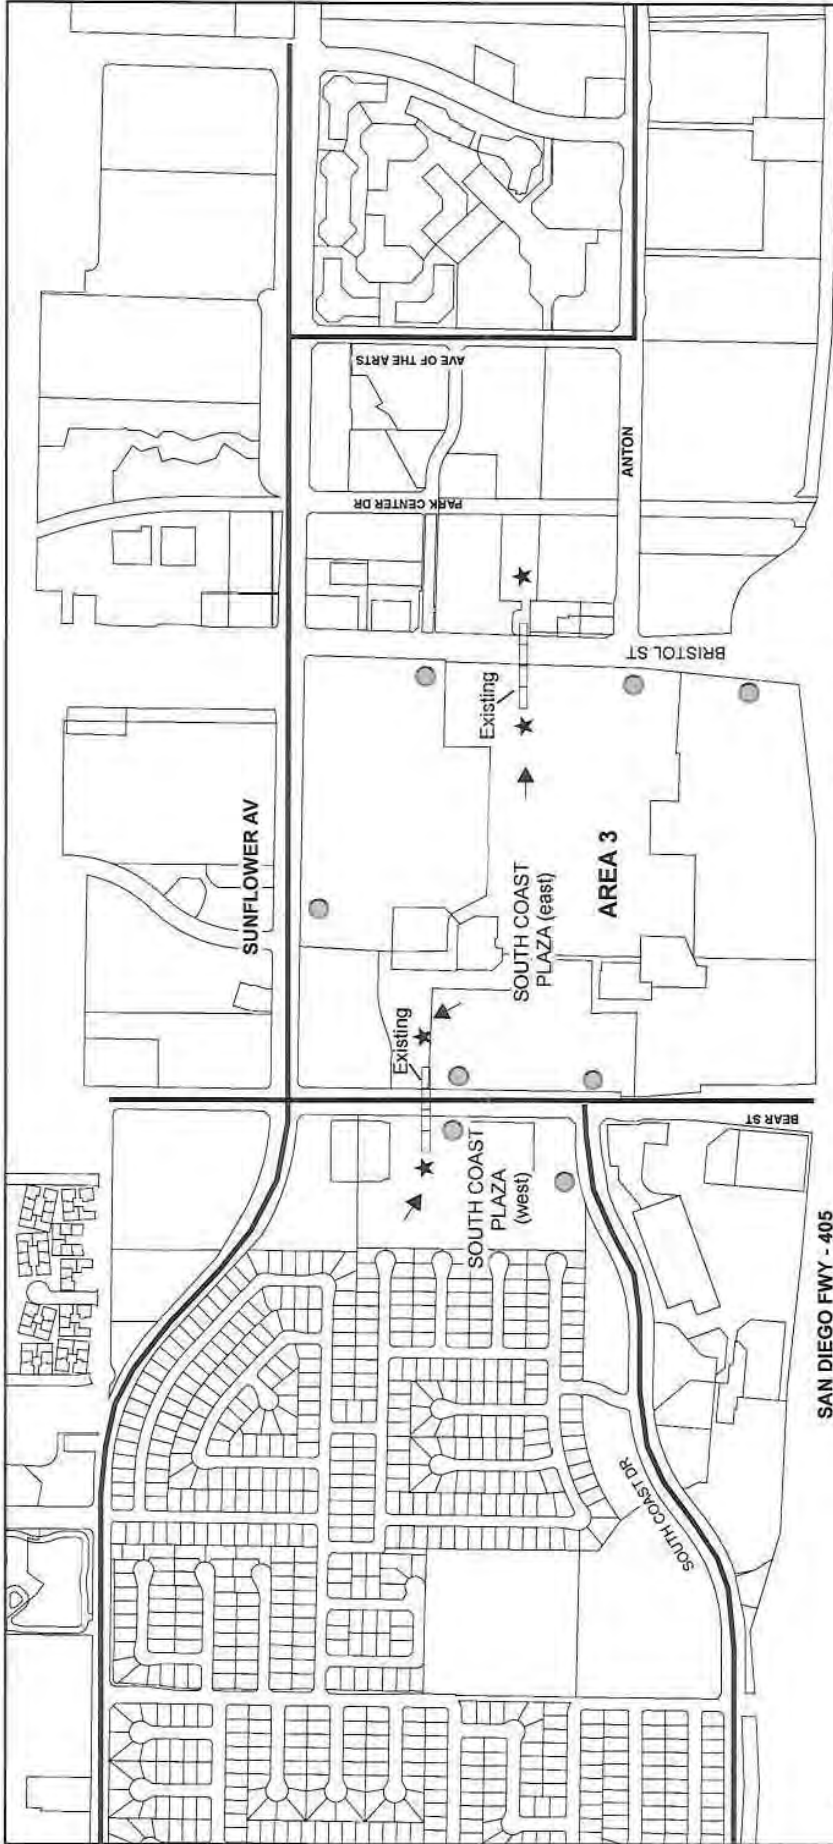 SUNFLOWER AV
AVE OF THE ARTS
PARK CENTER DR
ANTON
BRISTOL ST
Existing
Existing
SOUTH COAST
PLAZA (east)
AREA 3
SOUTH COAST
PLAZA
(west)
BEAR ST
SOUTH COAST DR
SAN DIEGO FWY - 405